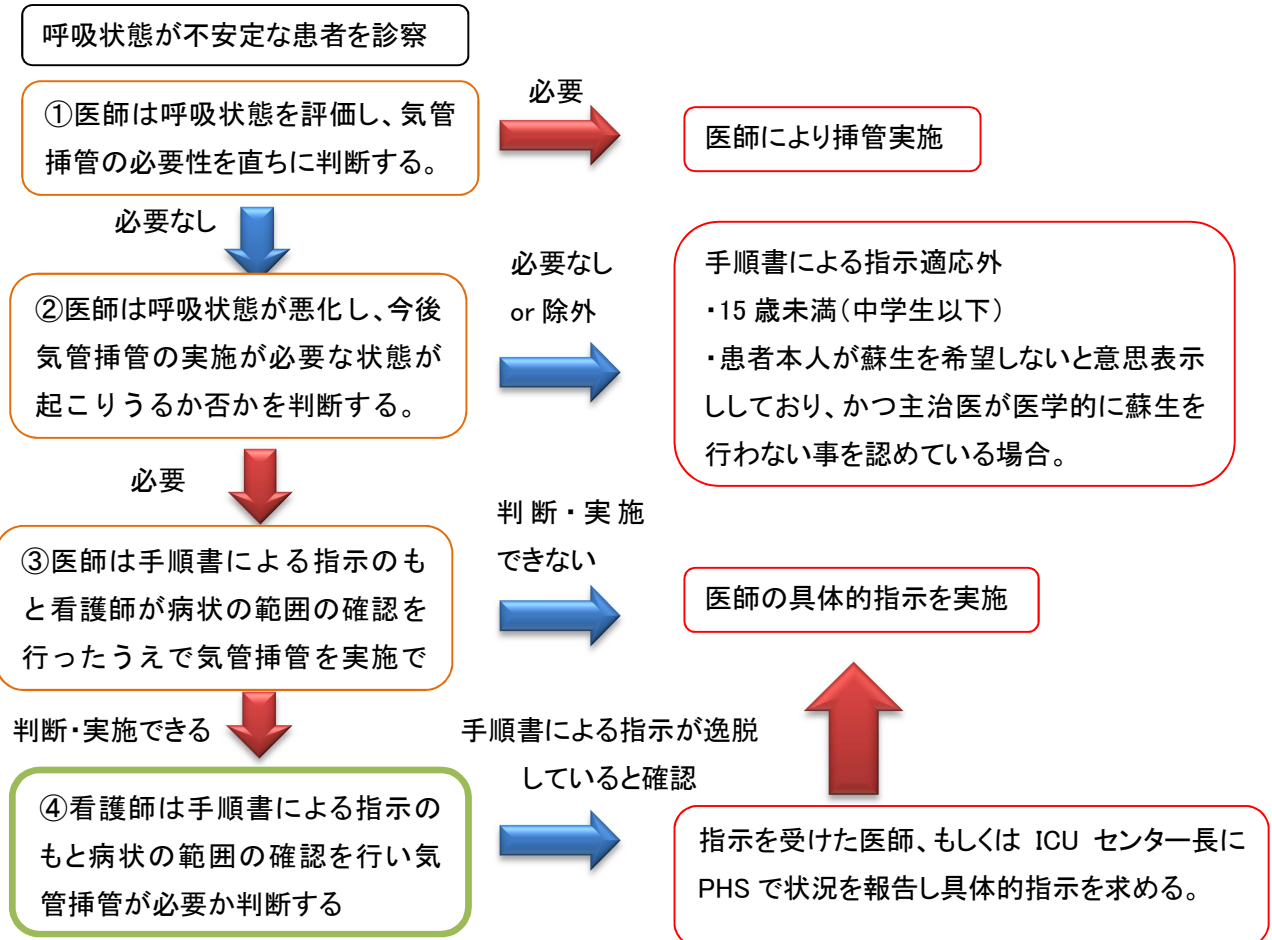 呼吸状態が不安定な患者を診察
①医師は呼吸状態を評価し、気管
挿管の必要性を直ちに判断する。
必要
医師により挿管実施
必要なし
②医師は呼吸状態が悪化し、今後
気管挿管の実施が必要な状態が
起こりうるか否かを判断する。
必要なし
or 除外
手順書による指示適応外
・15 歳未満（中学生以下）
・患者本人が蘇生を希望しないと意思表示
ししており、かつ主治医が医学的に蘇生を
行わない事を認めている場合。
必要
③医師は手順書による指示のも
と看護師が病状の範囲の確認を
行ったうえで気管挿管を実施で
判断・実施
できない
医師の具体的指示を実施
判断・実施できる
④看護師は手順書による指示の
もと病状の範囲の確認を行い気
管挿管が必要か判断する
手順書による指示が逸脱
していると確認
指示を受けた医師、もしくは ICU センター長に
PHS で状況を報告し具体的指示を求める。